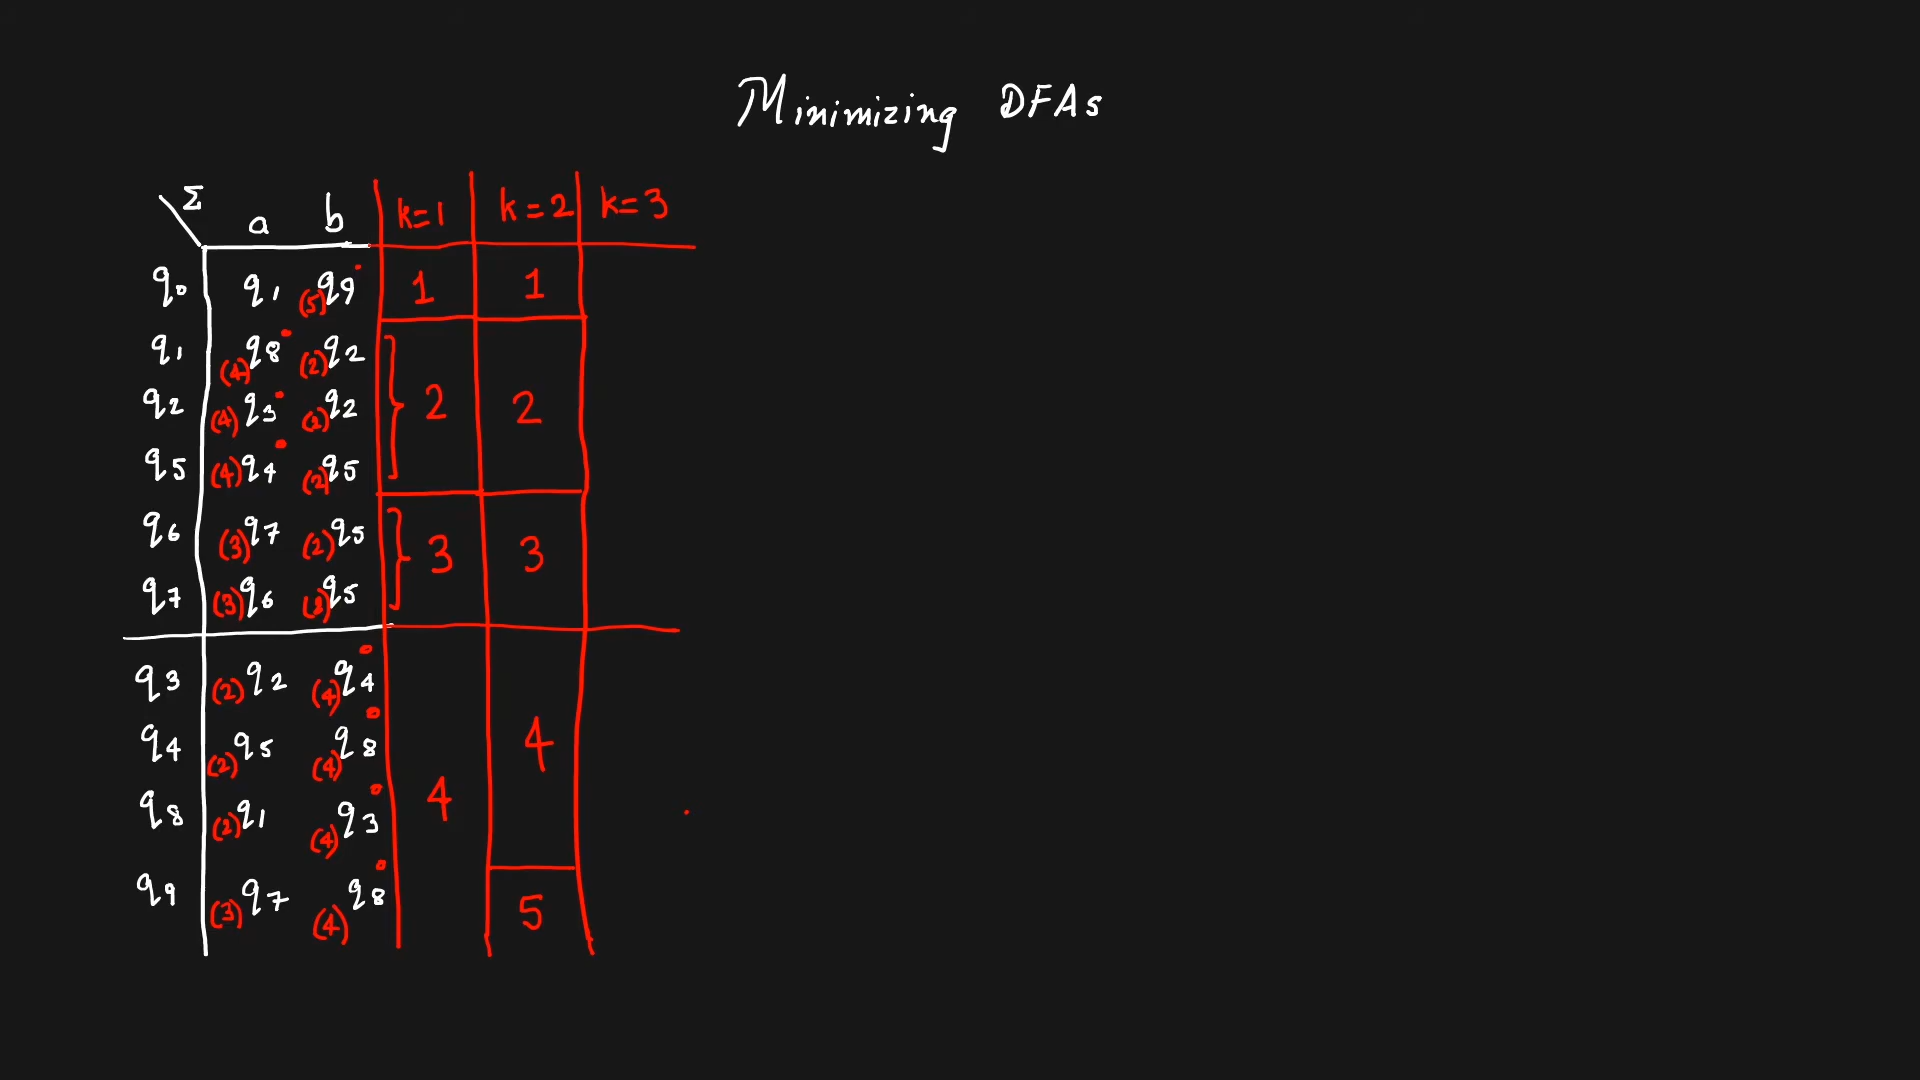 Minimizing DFAs
Σ a b k=1 k=2 k=3
q0 q1 (5)q9 1 1
q1 (4)q8 (2)q2
q2 (4)q3 (2)q2 2 2
q5 (4)q4 (2)q5
q6 (3)q7 (2)q5 3 3
q7 (3)q6 (2)q5
q3 (2)q2 (4)q4
q4 (2)q5 (4)q8 4
q8 (2)q1 (4)q3 4
q9 (3)q7 (4)q8 5